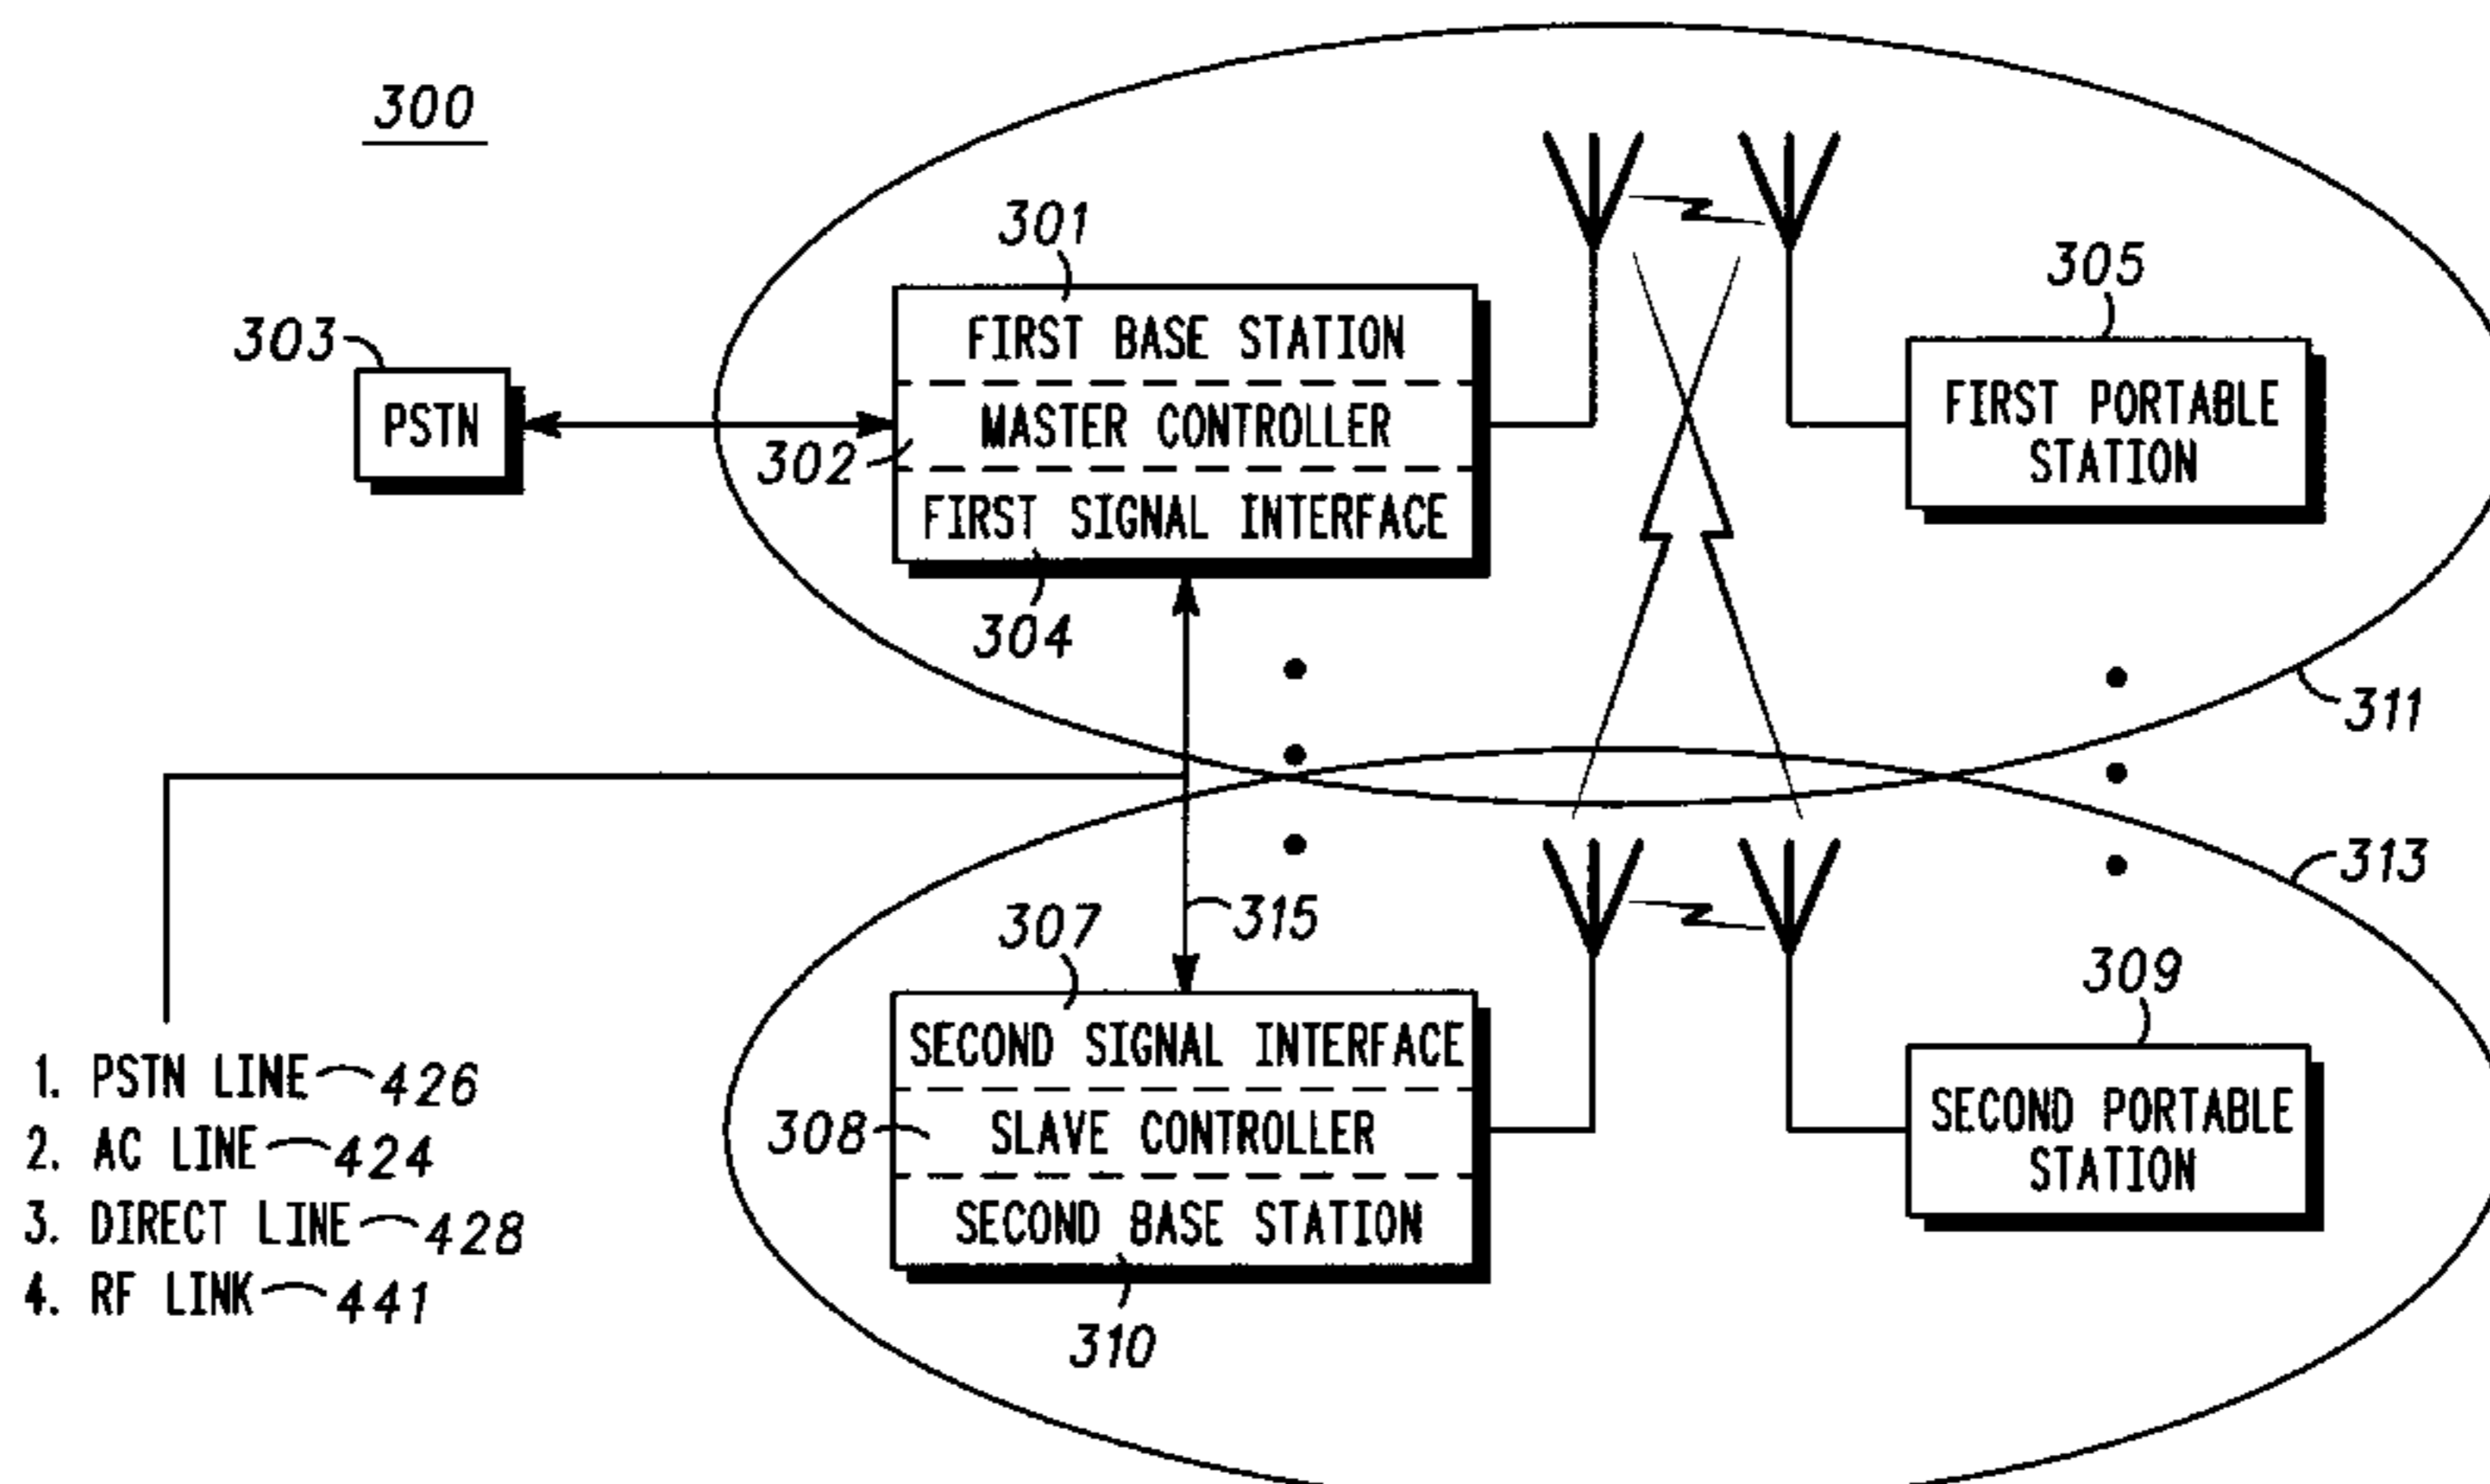 300
301
305
303
FIRST BASE STATION
PSTN
MASTER CONTROLLER
302
FIRST PORTABLE
STATION
FIRST SIGNAL INTERFACE
304
311
313
307
315
309
SECOND SIGNAL INTERFACE
308
SLAVE CONTROLLER
SECOND PORTABLE
STATION
SECOND BASE STATION
310
1. PSTN LINE 426
2. AC LINE 424
3. DIRECT LINE 428
4. RF LINK 441